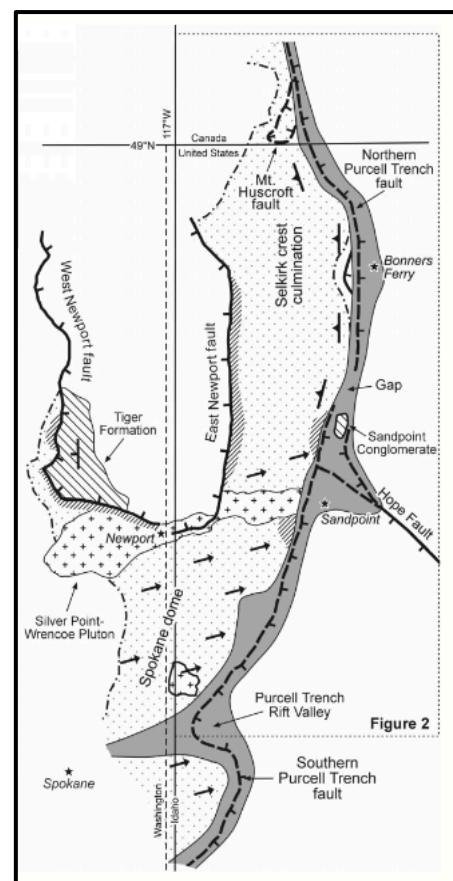 117°W
49°N
Canada
United States
Mt.
Huscroft
fault
Northern
Purcell Trench
fault
Selkirk crest
culmination
Bonners
Ferry
West Newport fault
East Newport fault
Gap
Tiger
Formation
Sandpoint
Conglomerate
Hope Fault
Sandpoint
Newport
Silver Point-
Wrencoe Pluton
Spokane dome
Purcell Trench
Rift Valley
Figure 2
Spokane
Washington
Idaho
Southern
Purcell Trench
fault